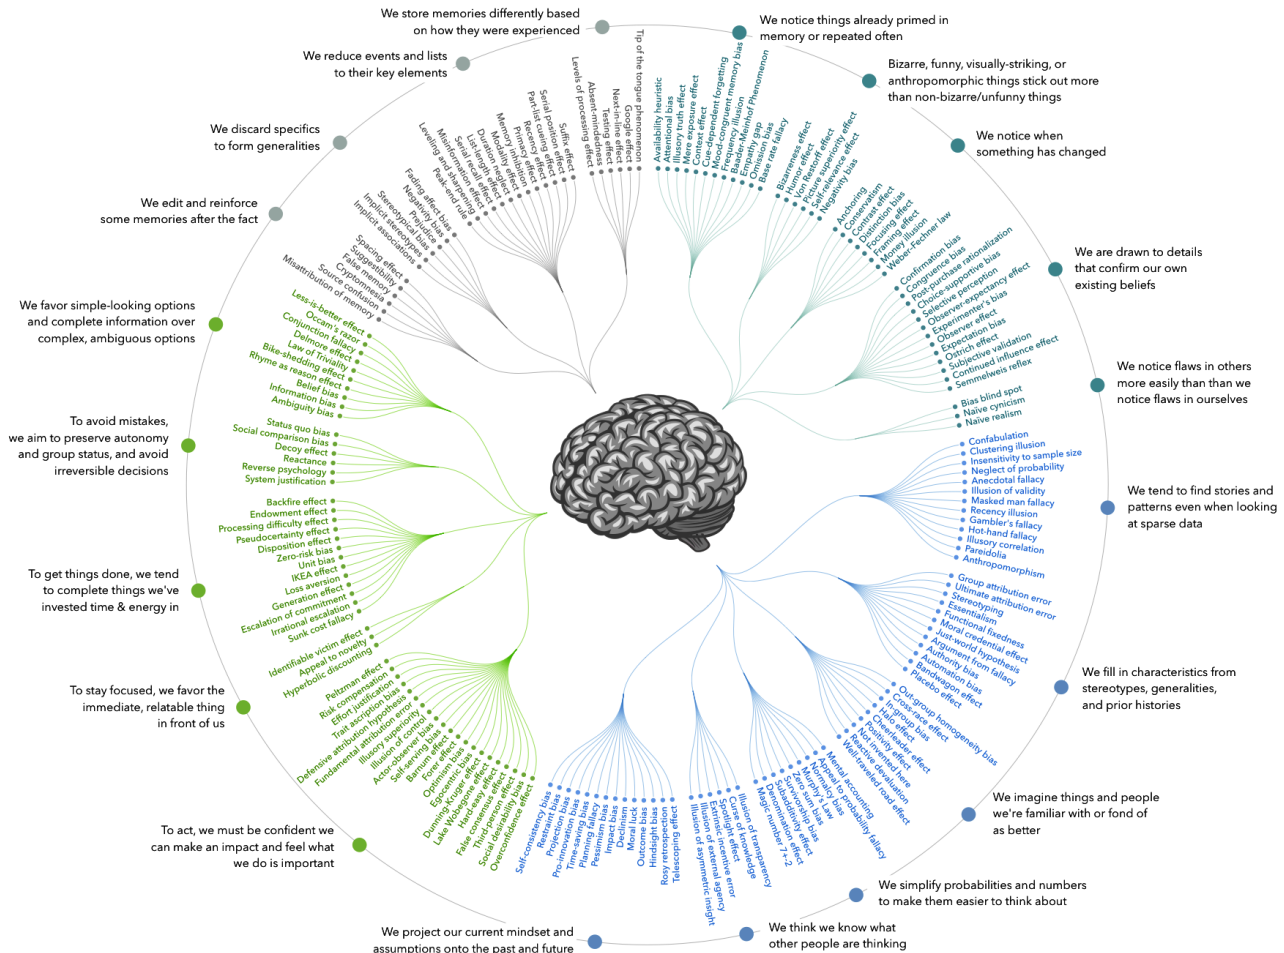 We store memories differently based
on how they were experienced
We reduce events and lists
to their key elements
We discard specifics
to form generalities
We edit and reinforce
some memories after the fact
We favor simple-looking options
and complete information over
complex, ambiguous options
To avoid mistakes,
we aim to preserve autonomy
and group status, and avoid
irreversible decisions
To get things done, we tend
to complete things we've
invested time & energy in
To stay focused, we favor the
immediate, relatable thing
in front of us
To act, we must be confident we
can make an impact and feel what
we do is important
We project our current mindset and
assumptions onto the past and future
We notice things already primed in
memory or repeated often
Bizarre, funny, visually-striking, or
anthropomorphic things stick out more
than non-bizarre/unfunny things
We notice when
something has changed
We are drawn to details
that confirm our own
existing beliefs
We notice flaws in others
more easily than than we
notice flaws in ourselves
We tend to find stories and
patterns even when looking
at sparse data
We fill in characteristics from
stereotypes, generalities,
and prior histories
We imagine things and people
we're familiar with or fond of
as better
We simplify probabilities and numbers
to make them easier to think about
We think we know what
other people are thinking
Availability heuristic
Attentional bias
Illusory truth effect
Mere exposure effect
Context effect
Cue-dependent forgetting
Mood-congruent memory bias
Frequency illusion
Baader-Meinhof Phenomenon
Empathy gap
Omission bias
Base rate fallacy
Bizarreness effect
Humor effect
Von Restorff effect
Picture superiority effect
Self-relevance effect
Negativity bias
Anchoring
Conservatism
Contrast effect
Distinction bias
Focusing effect
Framing effect
Money illusion
Weber-Fechner law
Confirmation bias
Congruence bias
Post-purchase rationalization
Choice-supportive bias
Selective perception
Observer-expectancy effect
Experimenter's bias
Observer effect
Expectation bias
Ostrich effect
Subjective validation
Continued influence effect
Semmelweis reflex
Bias blind spot
Naïve cynicism
Naïve realism
Confabulation
Clustering illusion
Insensitivity to sample size
Neglect of probability
Anecdotal fallacy
Illusion of validity
Masked man fallacy
Recency illusion
Gambler's fallacy
Hot-hand fallacy
Illusory correlation
Pareidolia
Anthropomorphism
Group attribution error
Ultimate attribution error
Stereotyping
Essentialism
Functional fixedness
Moral credential effect
Just-world hypothesis
Argument from fallacy
Authority bias
Automation bias
Bandwagon effect
Placebo effect
Out-group homogeneity bias
Cross-race effect
In-group bias
Halo effect
Cheerleader effect
Positivity effect
Not invented here
Reactive devaluation
Well-travelled road effect
Mental accounting
Appeal to probability fallacy
Normalcy bias
Murphy's Law
Zero sum bias
Survivorship bias
Subadditivity effect
Denomination effect
Magic number 7+-2
Illusion of transparency
Curse of knowledge
Spotlight effect
Extrinsic incentive error
Illusion of external agency
Illusion of asymmetric insight
Telescoping effect
Rosy retrospection
Hindsight bias
Outcome bias
Moral luck
Declinism
Impact bias
Pessimism bias
Planning fallacy
Time-saving bias
Pro-innovation bias
Projection bias
Restraint bias
Self-consistency bias
Overconfidence effect
Social desirability bias
Third-person effect
False consensus effect
Hard-easy effect
Lake Wobegone effect
Dunning-Kruger effect
Egocentric bias
Optimism bias
Forer effect
Barnum effect
Self-serving bias
Actor-observer bias
Illusion of control
Illusory superiority
Fundamental attribution error
Defensive attribution hypothesis
Trait ascription bias
Effort justification
Risk compensation
Peltzman effect
Hyperbolic discounting
Appeal to novelty
Identifiable victim effect
Sunk cost fallacy
Irrational escalation
Escalation of commitment
Generation effect
Loss aversion
IKEA effect
Unit bias
Zero-risk bias
Disposition effect
Pseudocertainty effect
Processing difficulty effect
Endowment effect
Backfire effect
System justification
Reverse psychology
Reactance
Decoy effect
Social comparison bias
Status quo bias
Ambiguity bias
Information bias
Belief bias
Rhyme as reason effect
Bike-shedding effect
Law of Triviality
Delmore effect
Conjunction fallacy
Occam's razor
Less-is-better effect
Misattribution of memory
Source confusion
Cryptomnesia
False memory
Suggestibility
Spacing effect
Implicit associations
Implicit stereotypes
Stereotypical bias
Prejudice
Negativity bias
Fading affect bias
Peak-end rule
Leveling and sharpening
Misinformation effect
Serial recall effect
List-length effect
Duration neglect
Modality effect
Memory inhibition
Primacy effect
Recency effect
Part-list cueing effect
Serial position effect
Suffix effect
Levels of processing effect
Absent-mindedness
Testing effect
Next-in-line effect
Google effect
Tip of the tongue phenomenon